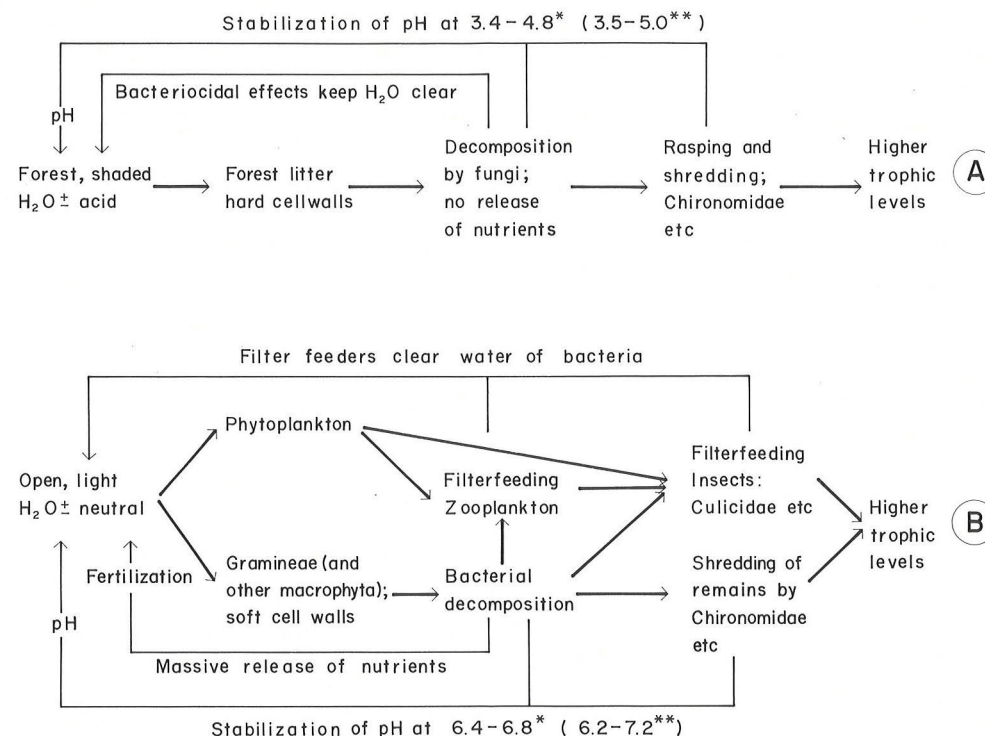 Stabilization of pH at 3.4–4.8* (3.5–5.0**)
Bacteriocidal effects keep H₂O clear
pH
Forest, shaded
H₂O ± acid
Forest litter
hard cellwalls
Decomposition
by fungi;
no release
of nutrients
Rasping and
shredding;
Chironomidae
etc
Higher
trophic
levels
A
Filter feeders clear water of bacteria
Phytoplankton
Open, light
H₂O ± neutral
Filterfeeding
Zooplankton
Filterfeeding
Insects:
Culicidae etc
Higher
trophic
levels
B
Fertilization
Gramineae (and
other macrophyta);
soft cell walls
Bacterial
decomposition
Shredding of
remains by
Chironomidae
etc
pH
Massive release of nutrients
Stabilization of pH at 6.4–6.8* (6.2–7.2**)